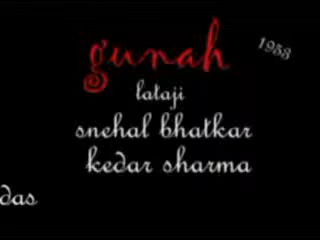 gunah
1953
lataji
snehal bhatkar
kedar sharma
das